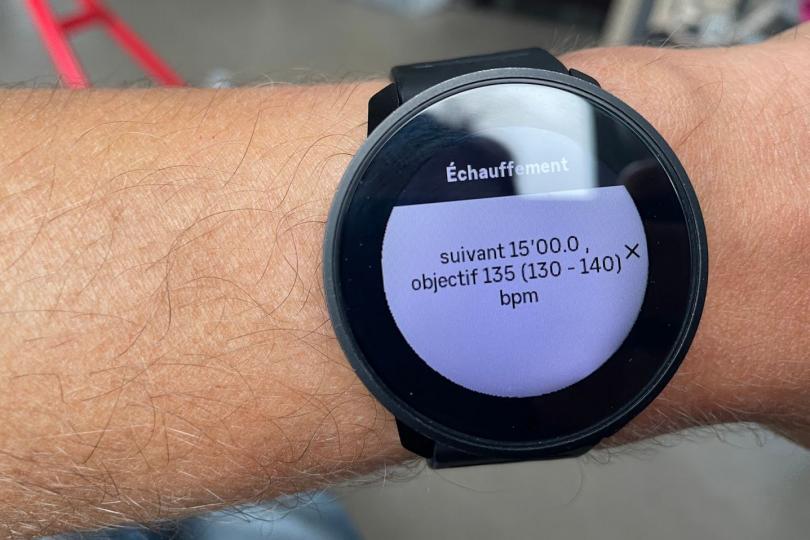 Échauffement
suivant 15'00.0 ,
objectif 135 (130 - 140)
bpm